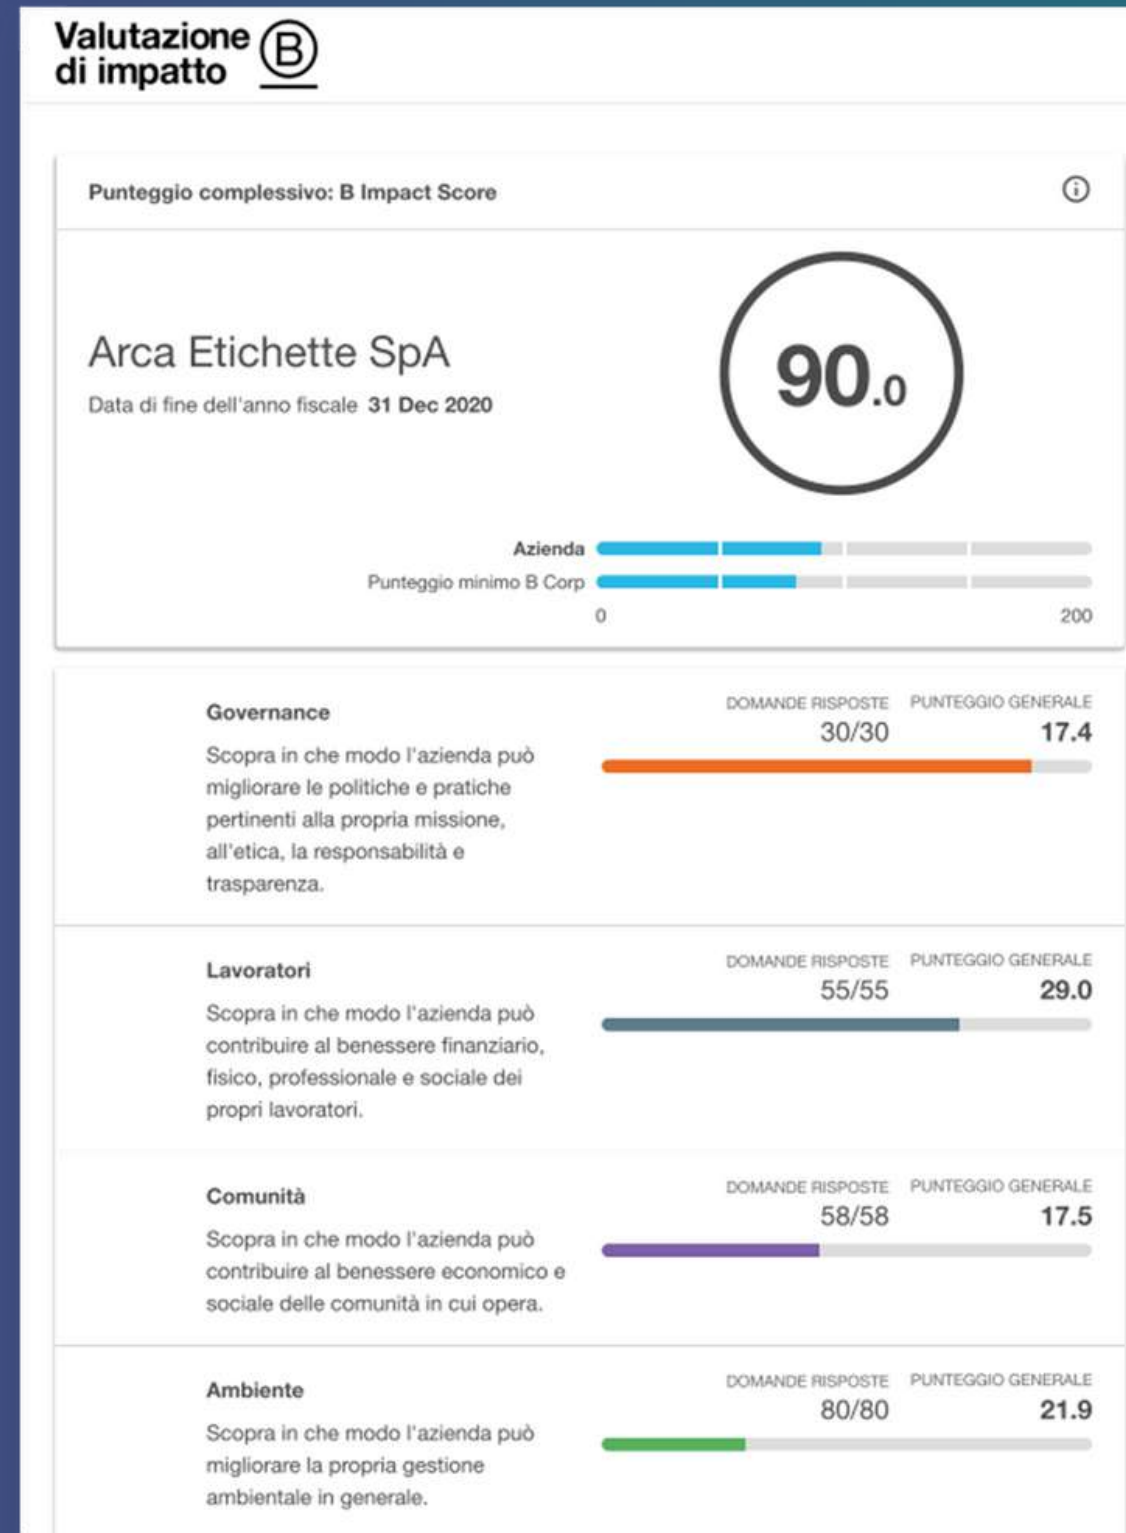 Valutazione
di impatto
B
Punteggio complessivo: B Impact Score
Arca Etichette SpA
Data di fine dell'anno fiscale 31 Dec 2020
90.0
Azienda
Punteggio minimo B Corp
0 200
Governance
Scopra in che modo l'azienda può
migliorare le politiche e pratiche
pertinenti alla propria missione,
all'etica, la responsabilità e
trasparenza.
DOMANDE RISPOSTE PUNTEGGIO GENERALE
30/30 17.4
Lavoratori
Scopra in che modo l'azienda può
contribuire al benessere finanziario,
fisico, professionale e sociale dei
propri lavoratori.
DOMANDE RISPOSTE PUNTEGGIO GENERALE
55/55 29.0
Comunità
Scopra in che modo l'azienda può
contribuire al benessere economico e
sociale delle comunità in cui opera.
DOMANDE RISPOSTE PUNTEGGIO GENERALE
58/58 17.5
Ambiente
Scopra in che modo l'azienda può
migliorare la propria gestione
ambientale in generale.
DOMANDE RISPOSTE PUNTEGGIO GENERALE
80/80 21.9